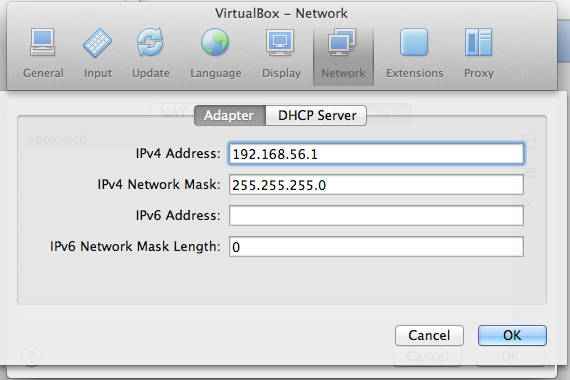 VirtualBox – Network
General Input Update Language Display Network Extensions Proxy
NAT
vboxnet0
Adapter DHCP Server
IPv4 Address: 192.168.56.1
IPv4 Network Mask: 255.255.255.0
IPv6 Address:
IPv6 Network Mask Length: 0
Cancel OK
? Cancel OK